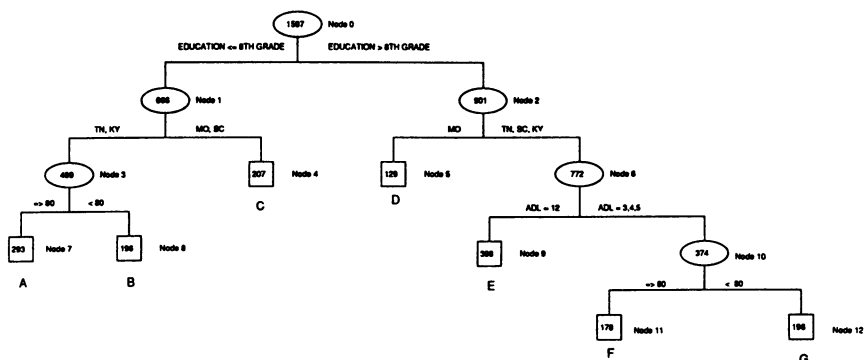 1597 Node 0
EDUCATION <= 8TH GRADE EDUCATION > 8TH GRADE
696 Node 1 901 Node 2
TN, KY MO, SC MO TN, SC, KY
489 Node 3 207 Node 4 129 Node 5 772 Node 6
C D
=> 80 < 80 ADL = 12 ADL = 3,4,5
293 Node 7 196 Node 8 398 Node 9 374 Node 10
A B E
=> 80 < 80
178 Node 11 196 Node 12
F G